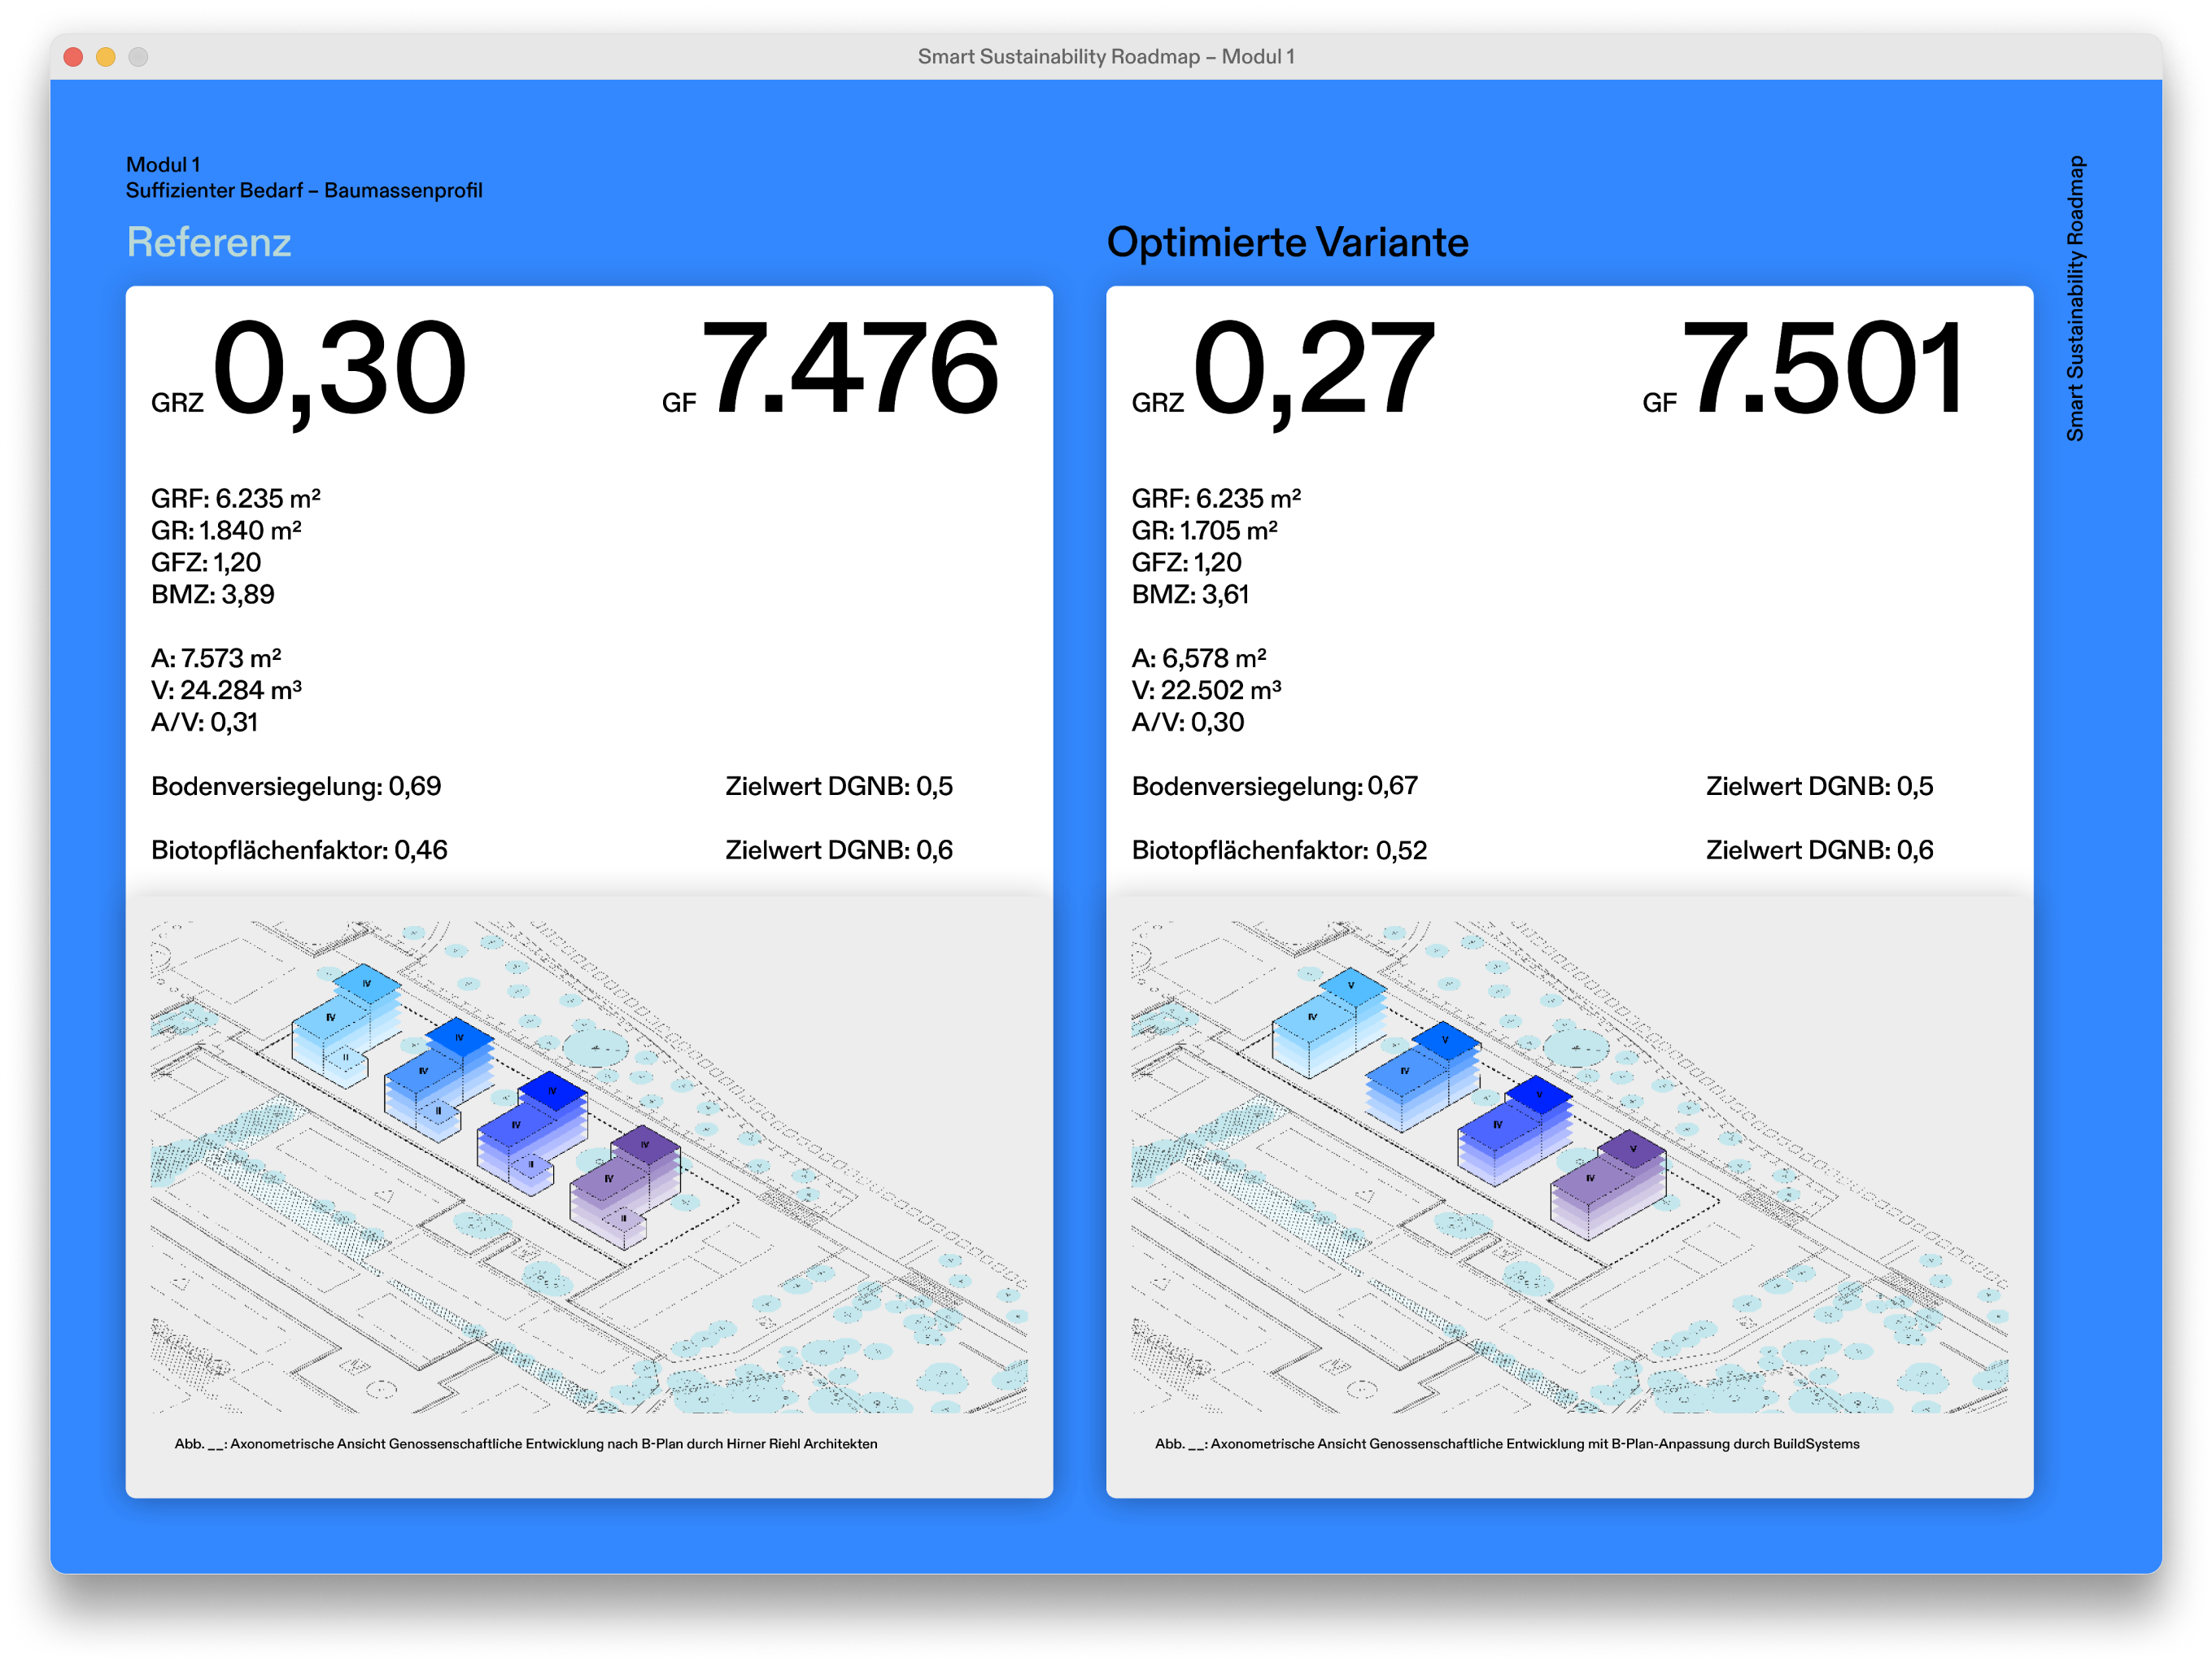 Smart Sustainability Roadmap – Modul 1
Modul 1
Suffizienter Bedarf – Baumassenprofil
Smart Sustainability Roadmap
Referenz
GRZ 0,30
GF 7.476
GRF: 6.235 m²
GR: 1.840 m²
GFZ: 1,20
BMZ: 3,89
A: 7.573 m²
V: 24.284 m³
A/V: 0,31
Bodenversiegelung: 0,69
Zielwert DGNB: 0,5
Biotopflächenfaktor: 0,46
Zielwert DGNB: 0,6
IV
IV
II
IV
IV
II
IV
IV
II
IV
IV
II
Abb. __: Axonometrische Ansicht Genossenschaftliche Entwicklung nach B-Plan durch Hirner Riehl Architekten
Optimierte Variante
GRZ 0,27
GF 7.501
GRF: 6.235 m²
GR: 1.705 m²
GFZ: 1,20
BMZ: 3,61
A: 6,578 m²
V: 22.502 m³
A/V: 0,30
Bodenversiegelung: 0,67
Zielwert DGNB: 0,5
Biotopflächenfaktor: 0,52
Zielwert DGNB: 0,6
V
IV
V
IV
V
IV
V
IV
Abb. __: Axonometrische Ansicht Genossenschaftliche Entwicklung mit B-Plan-Anpassung durch BuildSystems